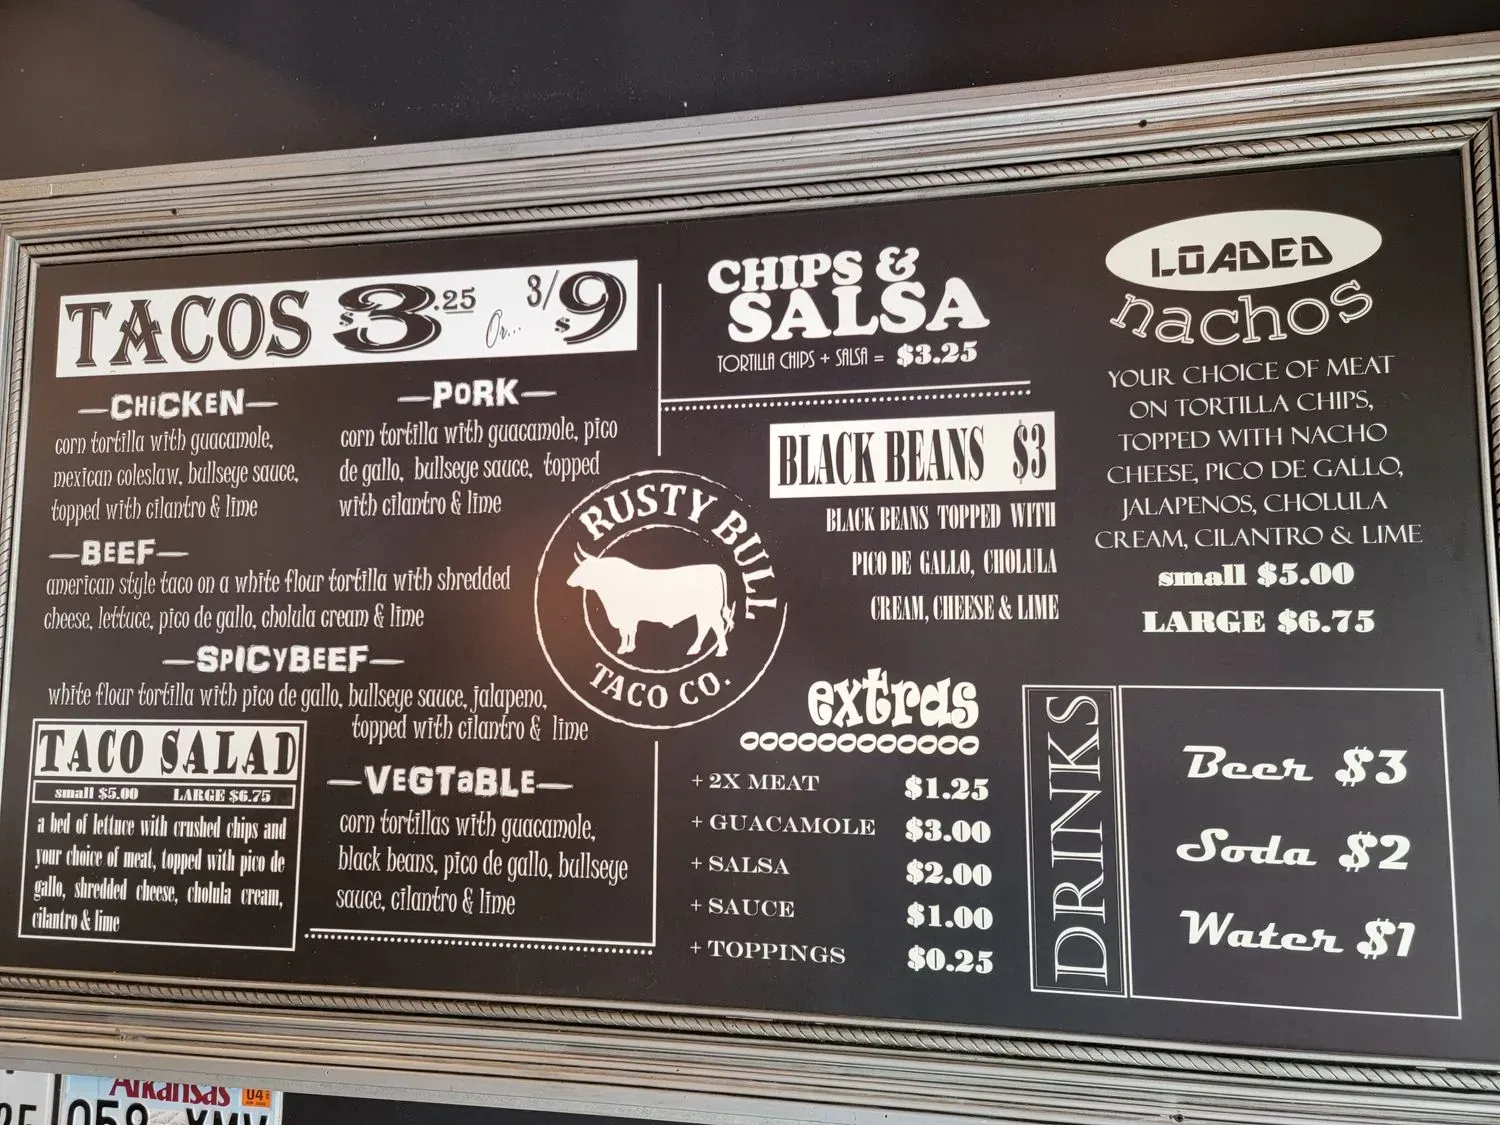 TACOS $3.25 Or... 3/$9
CHiCKEN
corn tortilla with guacamole,
mexican coleslaw, bullseye sauce,
topped with cilantro & lime
PORK
corn tortilla with guacamole, pico
de gallo, bullseye sauce, topped
with cilantro & lime
BEEF
american style taco on a white flour tortilla with shredded
cheese, lettuce, pico de gallo, cholula cream & lime
SPICYBEEF
white flour tortilla with pico de gallo, bullseye sauce, jalapeno,
topped with cilantro & lime
TACO SALAD
small $5.00 LARGE $6.75
a bed of lettuce with crushed chips and
your choice of meat, topped with pico de
gallo, shredded cheese, cholula cream,
cilantro & lime
VEGTaBLE
corn tortillas with guacamole,
black beans, pico de gallo, bullseye
sauce, cilantro & lime
RUSTY BULL
TACO CO.
CHIPS &
SALSA
TORTILLA CHIPS + SALSA = $3.25
BLACK BEANS $3
BLACK BEANS TOPPED WITH
PICO DE GALLO, CHOLULA
CREAM, CHEESE & LIME
extras
+ 2X MEAT $1.25
+ GUACAMOLE $3.00
+ SALSA $2.00
+ SAUCE $1.00
+ TOPPINGS $0.25
LOADED
nachos
YOUR CHOICE OF MEAT
ON TORTILLA CHIPS,
TOPPED WITH NACHO
CHEESE, PICO DE GALLO,
JALAPENOS, CHOLULA
CREAM, CILANTRO & LIME
small $5.00
LARGE $6.75
DRINKS
Beer $3
Soda $2
Water $1
Arkansas 04